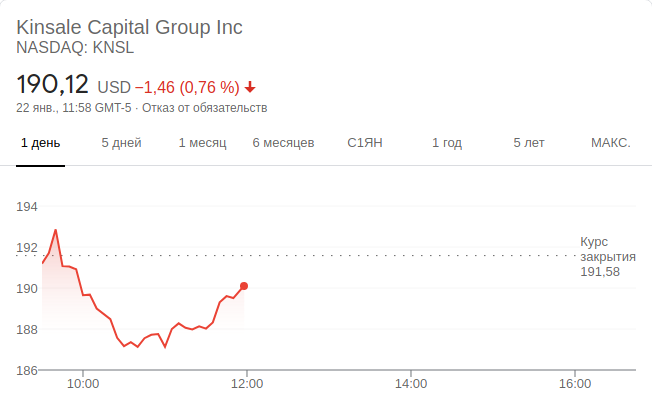 Kinsale Capital Group Inc
NASDAQ: KNSL
190,12 USD −1,46 (0,76 %)
22 янв., 11:58 GMT-5 · Отказ от обязательств
1 день 5 дней 1 месяц 6 месяцев С1ЯН 1 год 5 лет МАКС.
194
192
190
188
186
Курс
закрытия
191,58
10:00 12:00 14:00 16:00